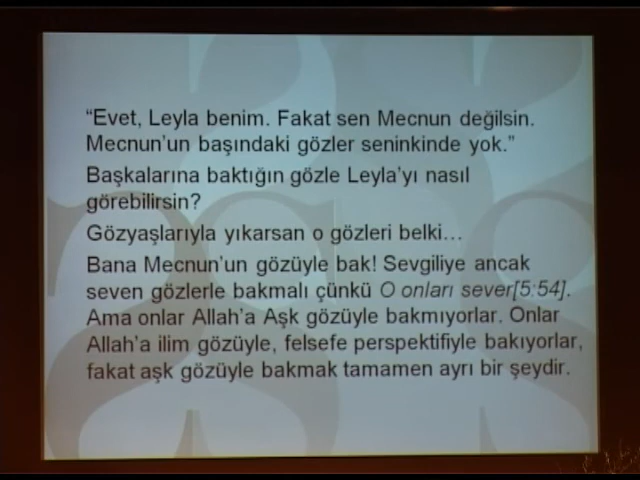 “Evet, Leyla benim. Fakat sen Mecnun değilsin.
Mecnun’un başındaki gözler seninkinde yok.”
Başkalarına baktığın gözle Leyla’yı nasıl
görebilirsin?
Gözyaşlarıyla yıkarsan o gözleri belki…
Bana Mecnun’un gözüyle bak! Sevgiliye ancak
seven gözlerle bakmalı çünkü O onları sever[5:54].
Ama onlar Allah’a Aşk gözüyle bakmıyorlar. Onlar
Allah’a ilim gözüyle, felsefe perspektifiyle bakıyorlar,
fakat aşk gözüyle bakmak tamamen ayrı bir şeydir.